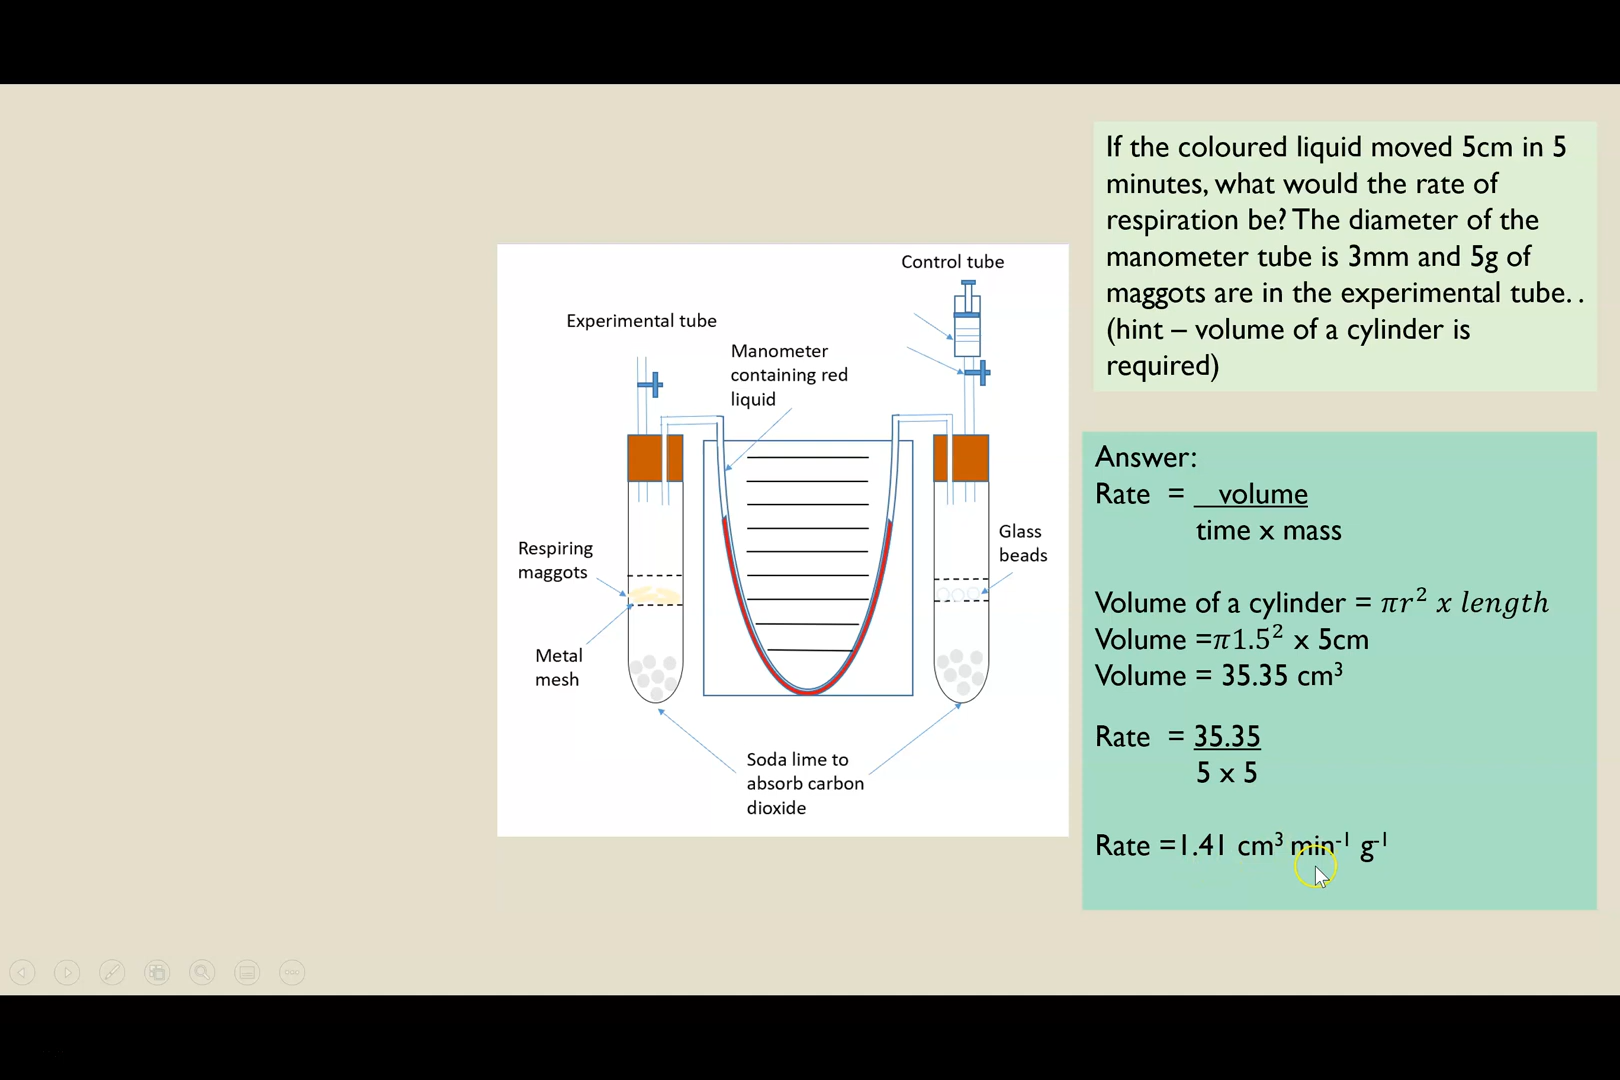 If the coloured liquid moved 5cm in 5
minutes, what would the rate of
respiration be? The diameter of the
manometer tube is 3mm and 5g of
maggots are in the experimental tube. .
(hint – volume of a cylinder is
required)
Control tube
Experimental tube
Manometer
containing red
liquid
Respiring
maggots
Metal
mesh
Glass
beads
Soda lime to
absorb carbon
dioxide
Answer:
Rate = volume
time x mass
Volume of a cylinder = πr² x length
Volume =π1.5² x 5cm
Volume = 35.35 cm³
Rate = 35.35
5 x 5
Rate =1.41 cm³ min⁻¹ g⁻¹